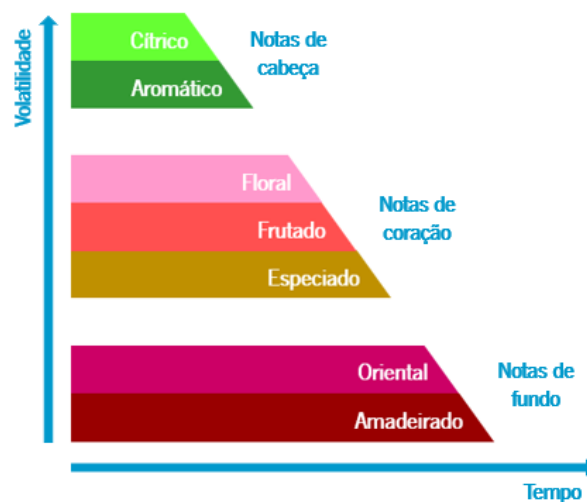 Volatilidade
Cítrico
Aromático
Notas de
cabeça
Floral
Frutado
Especiado
Notas de
coração
Oriental
Amadeirado
Notas de
fundo
Tempo